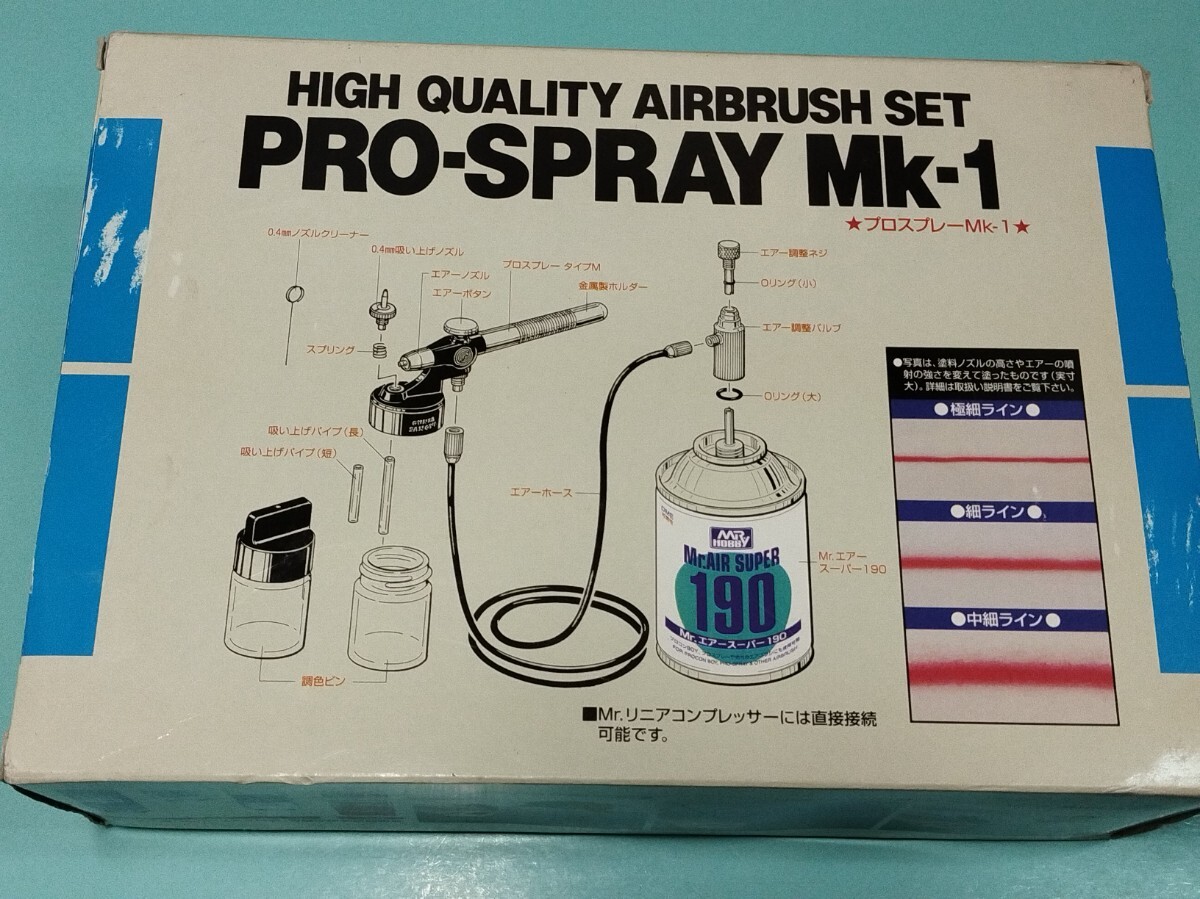 HIGH QUALITY AIRBRUSH SET
PRO-SPRAY Mk-1
★プロスプレーMk-1★
0.4mmノズルクリーナー
0.4mm吸い上げノズル
エアーノズル
エアーボタン
プロスプレー タイプM
金属製ホルダー
スプリング
吸い上げパイプ(長)
吸い上げパイプ(短)
エアーホース
調色ビン
エアー調整ネジ
Oリング(小)
エアー調整バルブ
Oリング(大)
MR.
HOBBY
Mr.AIR SUPER
190
Mr.エアースーパー190
FOR PROCON BOY, PRO-SPRAY & OTHER AIRBRUSH
Mr.エアー
スーパー190
●写真は、塗料ノズルの高さやエアーの噴
射の強さを変えて塗ったものです(実寸
大)。詳細は取扱い説明書をご覧下さい。
●極細ライン●
●細ライン●
●中細ライン●
■Mr.リニアコンプレッサーには直接接続
可能です。